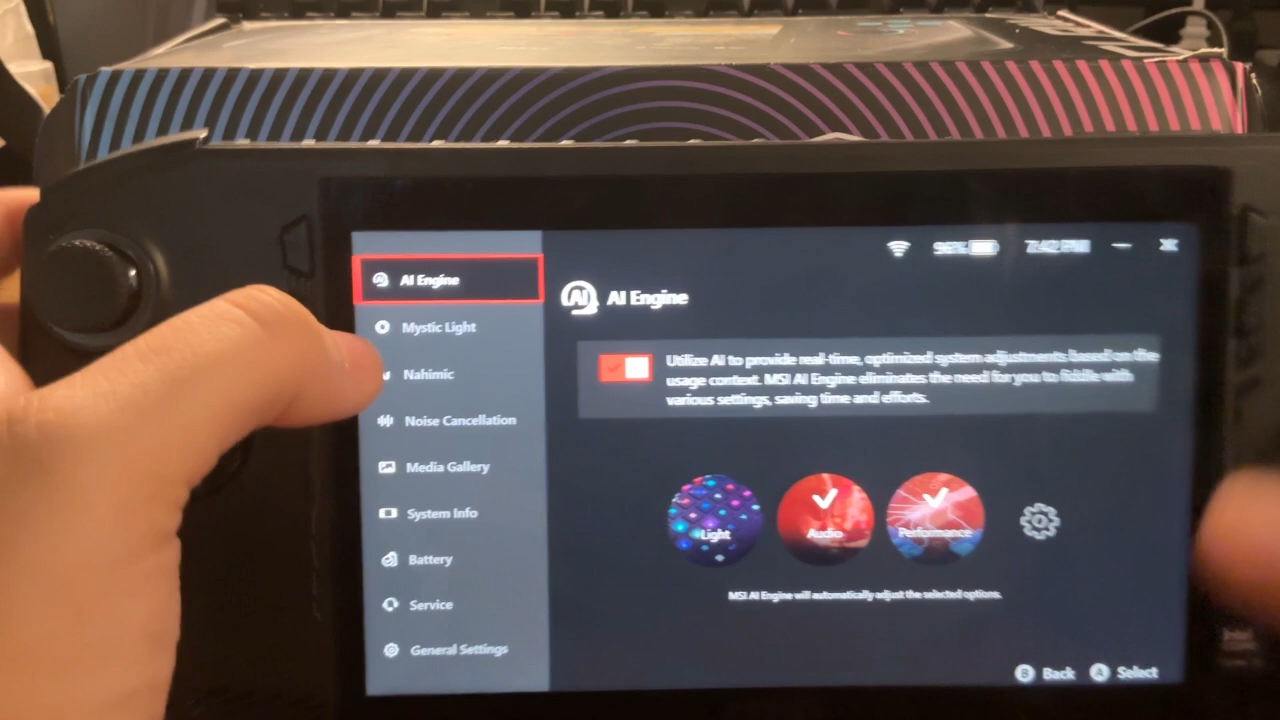 96%
7:42 PM
AI Engine
Mystic Light
Nahimic
Noise Cancellation
Media Gallery
System Info
Battery
Service
General Settings
AI
AI Engine
Utilize AI to provide real-time, optimized system adjustments based on the
usage context. MSI AI Engine eliminates the need for you to fiddle with
various settings, saving time and efforts.
Light
Audio
Performance
MSI AI Engine will automatically adjust the selected options.
B Back A Select